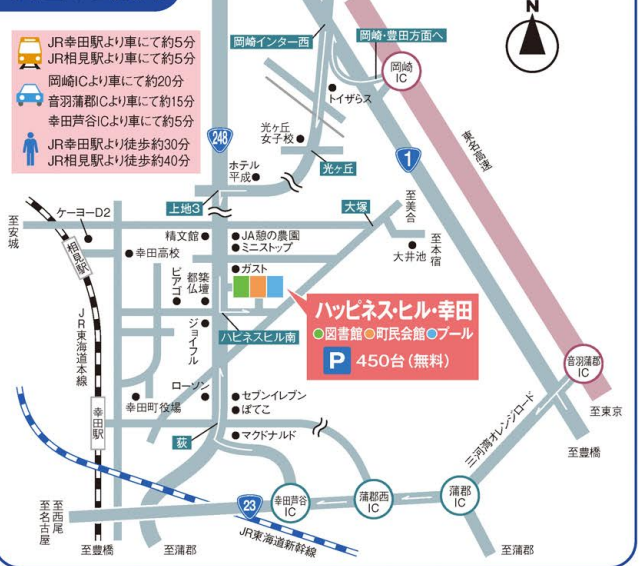 N
JR幸田駅より車にて約5分
JR相見駅より車にて約5分
岡崎ICより車にて約20分
音羽蒲郡ICより車にて約15分
幸田芦谷ICより車にて約5分
JR幸田駅より徒歩約30分
JR相見駅より徒歩約40分
岡崎インター西
岡崎・豊田方面へ
岡崎
IC
トイザらス
東名高速
248
光ヶ丘
女子校
1
光ヶ丘
ホテル
平成
至美合
上地3
大塚
至本宿
大井池
ケーヨーD2
至安城
相見駅
精文館
JA憩の農園
ミニストップ
幸田高校
ガスト
ピアゴ
都築
仏壇
ハッピネス・ヒル・幸田
図書館
町民会館
プール
P 450台(無料)
ハピネスヒル南
ジョイフル
JR東海道本線
音羽蒲郡
IC
至東京
ローソン
幸田町役場
セブンイレブン
ぽてこ
幸田駅
荻
マクドナルド
三河湾オレンジロード
至豊橋
23
幸田芦谷
IC
蒲郡西
IC
蒲郡
IC
至西尾
至名古屋
JR東海道新幹線
至豊橋
至蒲郡
至蒲郡